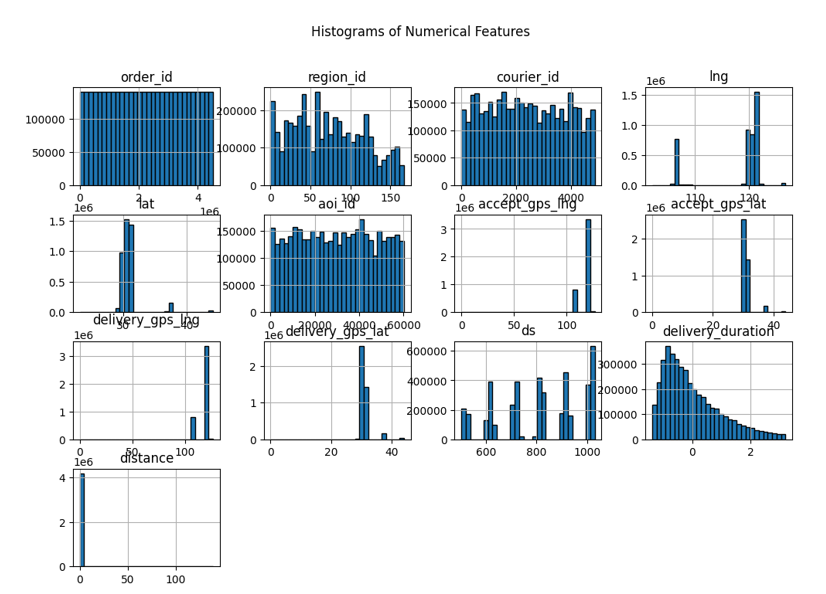 Histograms of Numerical Features
order_id
region_id
courier_id
lng
1e6
100000
50000
0
0 2 4
1e6
200000
100000
0
0 50 100 150
150000
100000
50000
0
0 2000 4000
1.5
1.0
0.5
0.0
110 120
lat
aoi_id
accept_gps_lng
accept_gps_lat
1e6
1e6
1e6
1.5
1.0
0.5
0.0
30 40
150000
100000
50000
0
0 20000 40000 60000
3
2
1
0
0 50 100
2
1
0
0 20 40
delivery_gps_lng
delivery_gps_lat
ds
delivery_duration
1e6
1e6
3
2
1
0
0 50 100
2
1
0
0 20 40
600000
400000
200000
0
600 800 1000
300000
200000
100000
0
0 2
distance
1e6
4
2
0
0 50 100